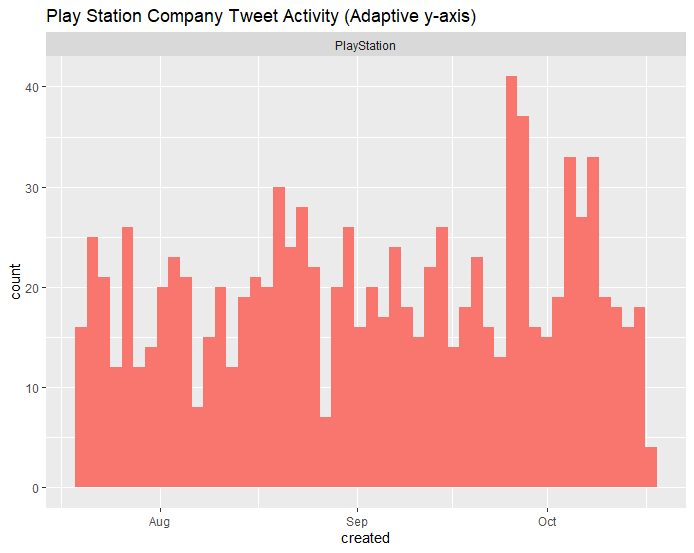 Play Station Company Tweet Activity (Adaptive y-axis)
PlayStation
count
40
30
20
10
0
Aug Sep Oct
created